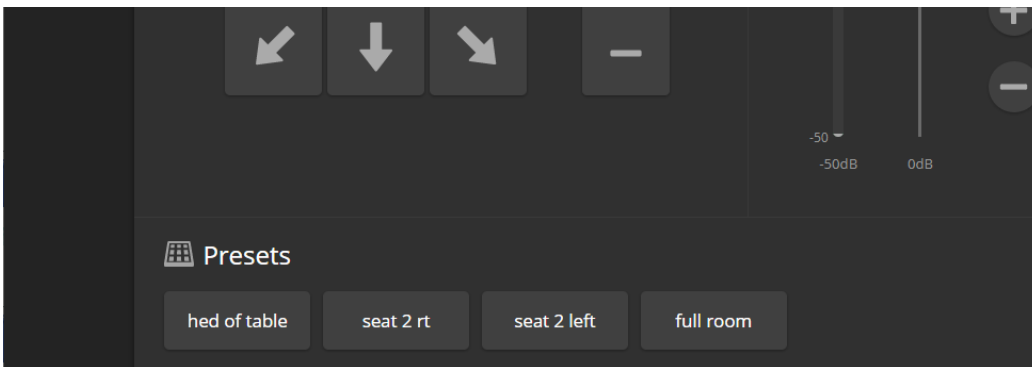 -50
-50dB 0dB
Presets
hed of table seat 2 rt seat 2 left full room